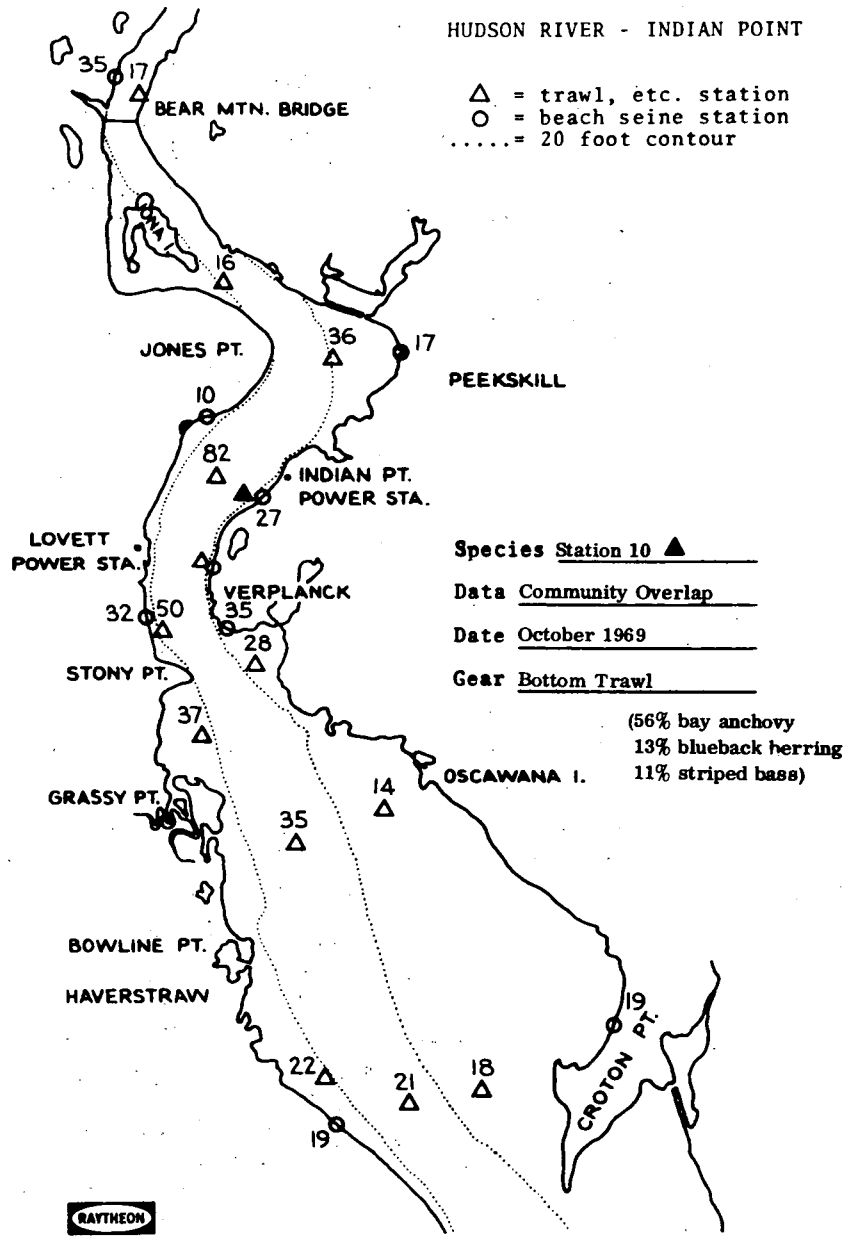 HUDSON RIVER - INDIAN POINT
△ = trawl, etc. station
○ = beach seine station
.....= 20 foot contour
35
17
BEAR MTN. BRIDGE
IONA I.
16
36
17
JONES PT.
PEEKSKILL
10
82
INDIAN PT.
POWER STA.
27
LOVETT
POWER STA.
VERPLANCK
32
50
35
28
STONY PT.
Species Station 10 ▲
Data Community Overlap
Date October 1969
Gear Bottom Trawl
(56% bay anchovy
13% blueback herring
11% striped bass)
37
GRASSY PT.
OSCAWANA I.
14
35
BOWLINE PT.
HAVERSTRAW
19
CROTON PT.
22
21
18
19
RAYTHEON